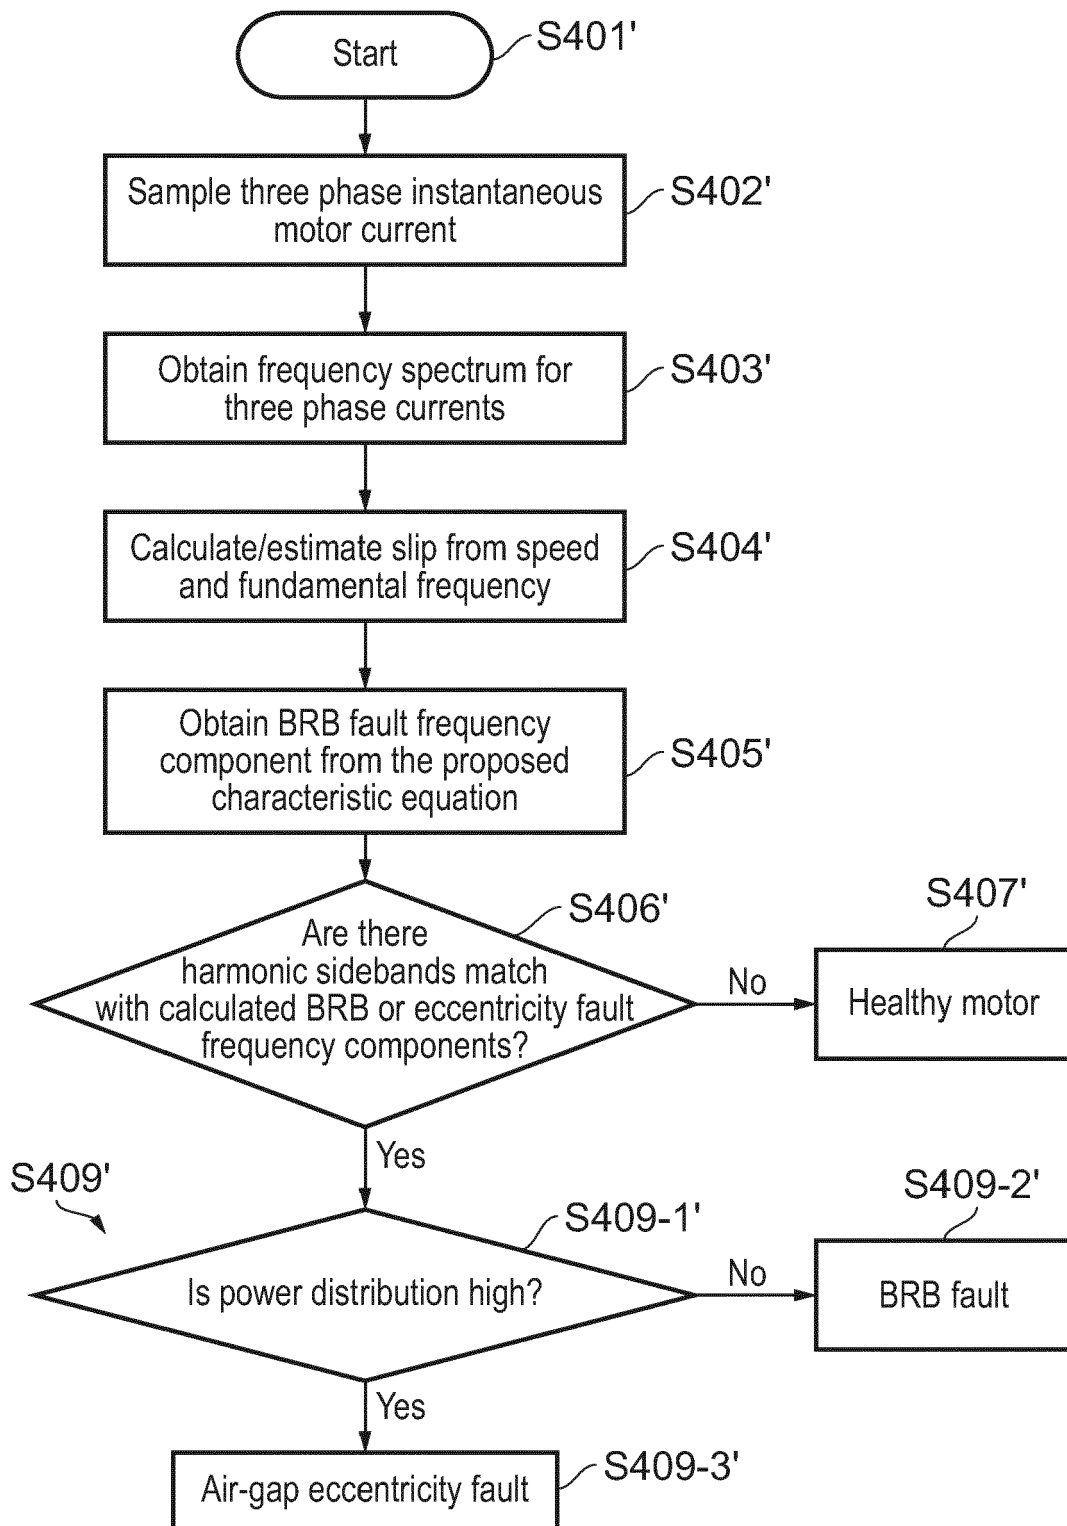 Start
S401'
Sample three phase instantaneous
motor current
S402'
Obtain frequency spectrum for
three phase currents
S403'
Calculate/estimate slip from speed
and fundamental frequency
S404'
Obtain BRB fault frequency
component from the proposed
characteristic equation
S405'
Are there
harmonic sidebands match
with calculated BRB or eccentricity fault
frequency components?
S406'
No
S407'
Healthy motor
Yes
S409'
Is power distribution high?
S409-1'
No
S409-2'
BRB fault
Yes
Air-gap eccentricity fault
S409-3'